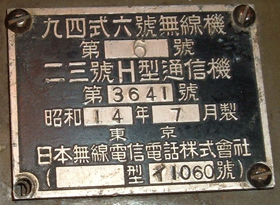 九四式六號無線機
第 6 號
二三號H型通信機
第 3641 號
昭和 14 年 7 月製
東京
日本無線電信電話株式會社
( 型 イ1060號)